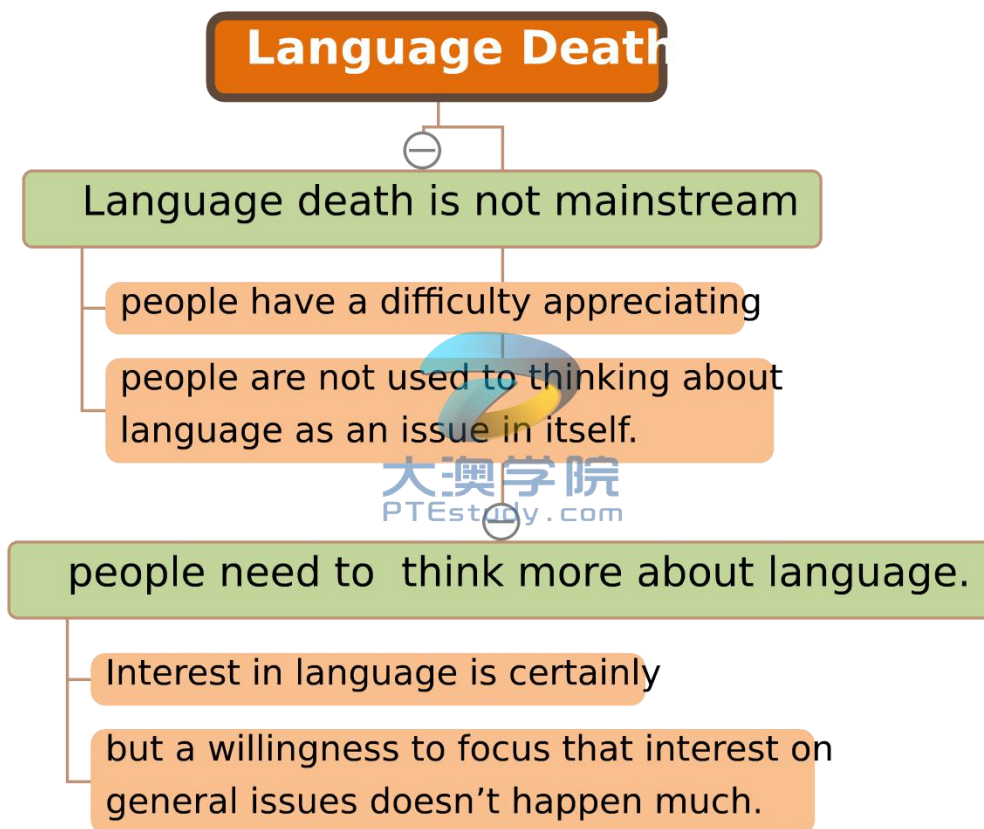 Language Death
Language death is not mainstream
people have a difficulty appreciating
people are not used to thinking about
language as an issue in itself.
大澳学院
PTEstudy.com
people need to think more about language.
Interest in language is certainly
but a willingness to focus that interest on
general issues doesn’t happen much.